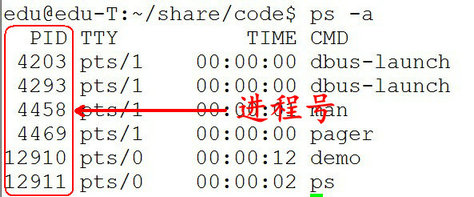 edu@edu-T:~/share/code$ ps -a
PID TTY TIME CMD
4203 pts/1 00:00:00 dbus-launch
4293 pts/1 00:00:00 dbus-launch
4458 pts/1 00:00:0 man
进程号
4469 pts/1 00:00:00 pager
12910 pts/0 00:00:12 demo
12911 pts/0 00:00:02 ps